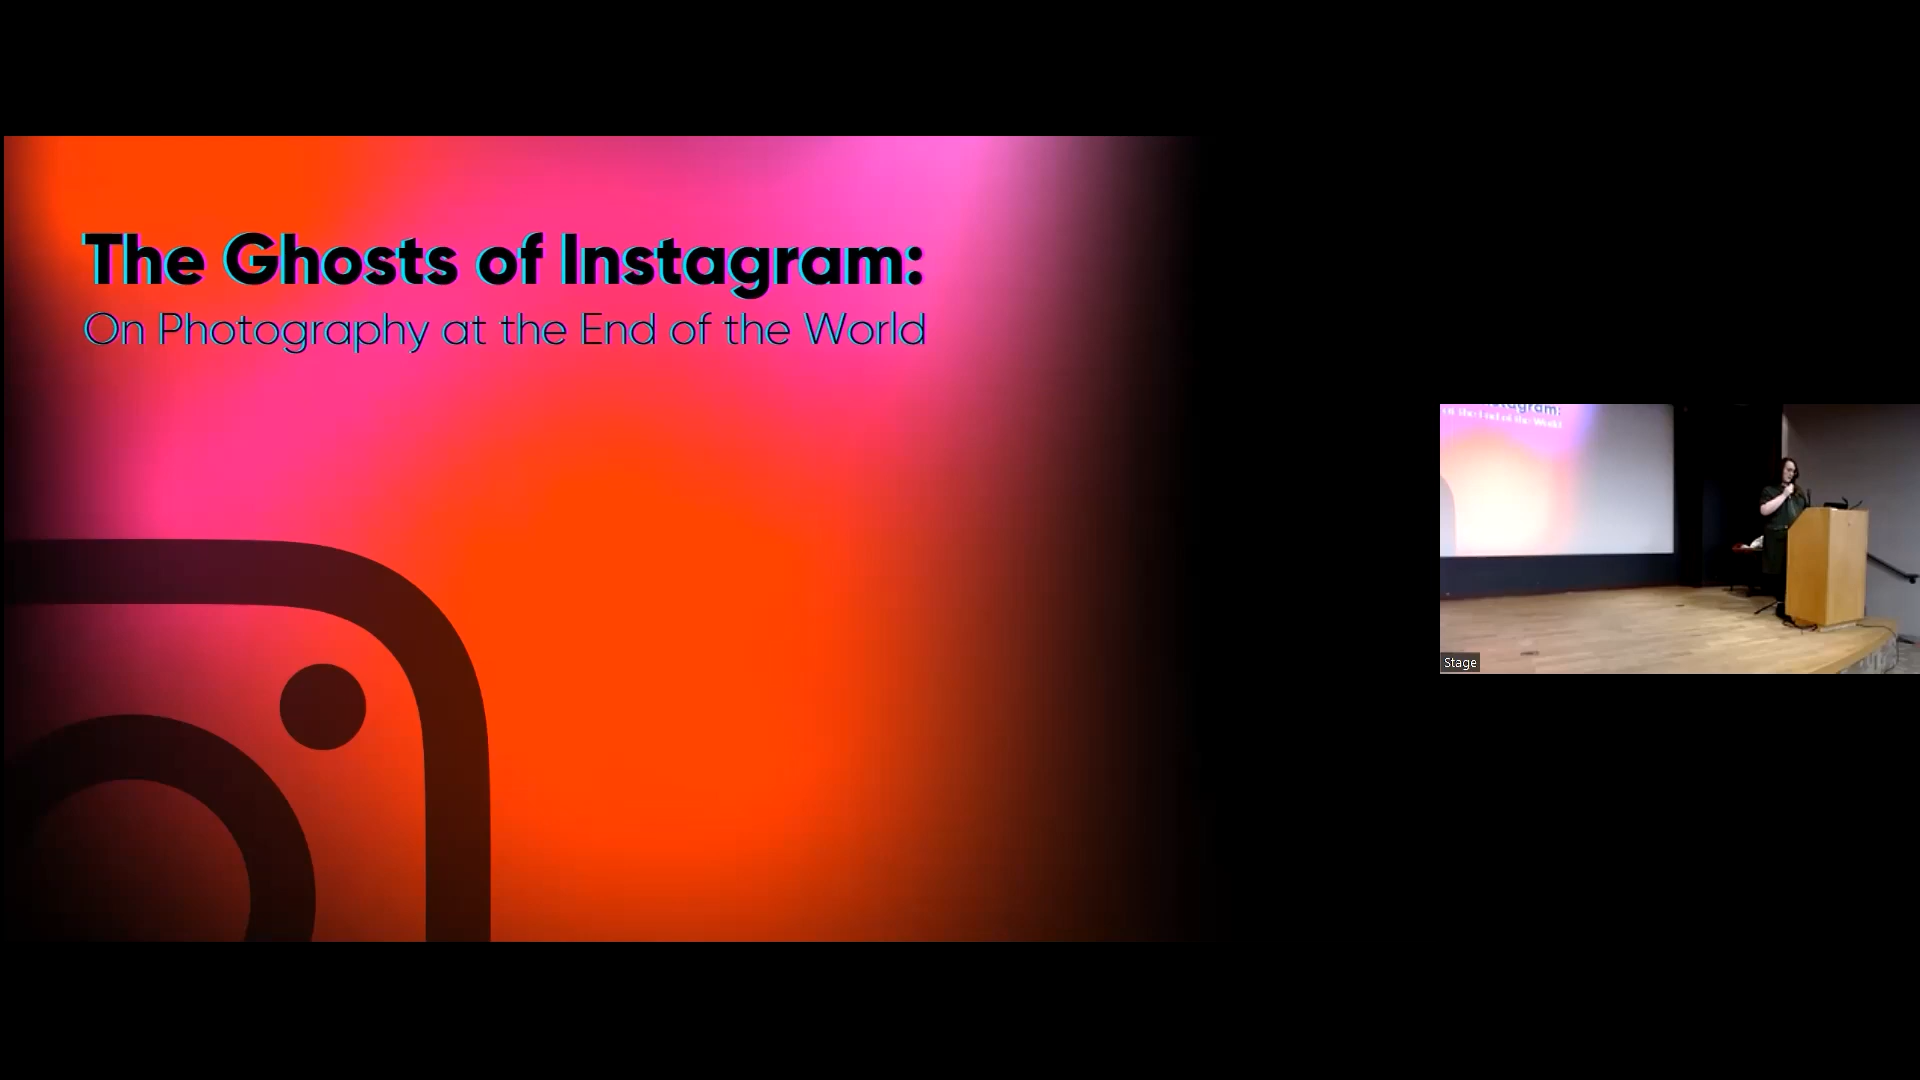 The Ghosts of Instagram:
On Photography at the End of the World
Stage